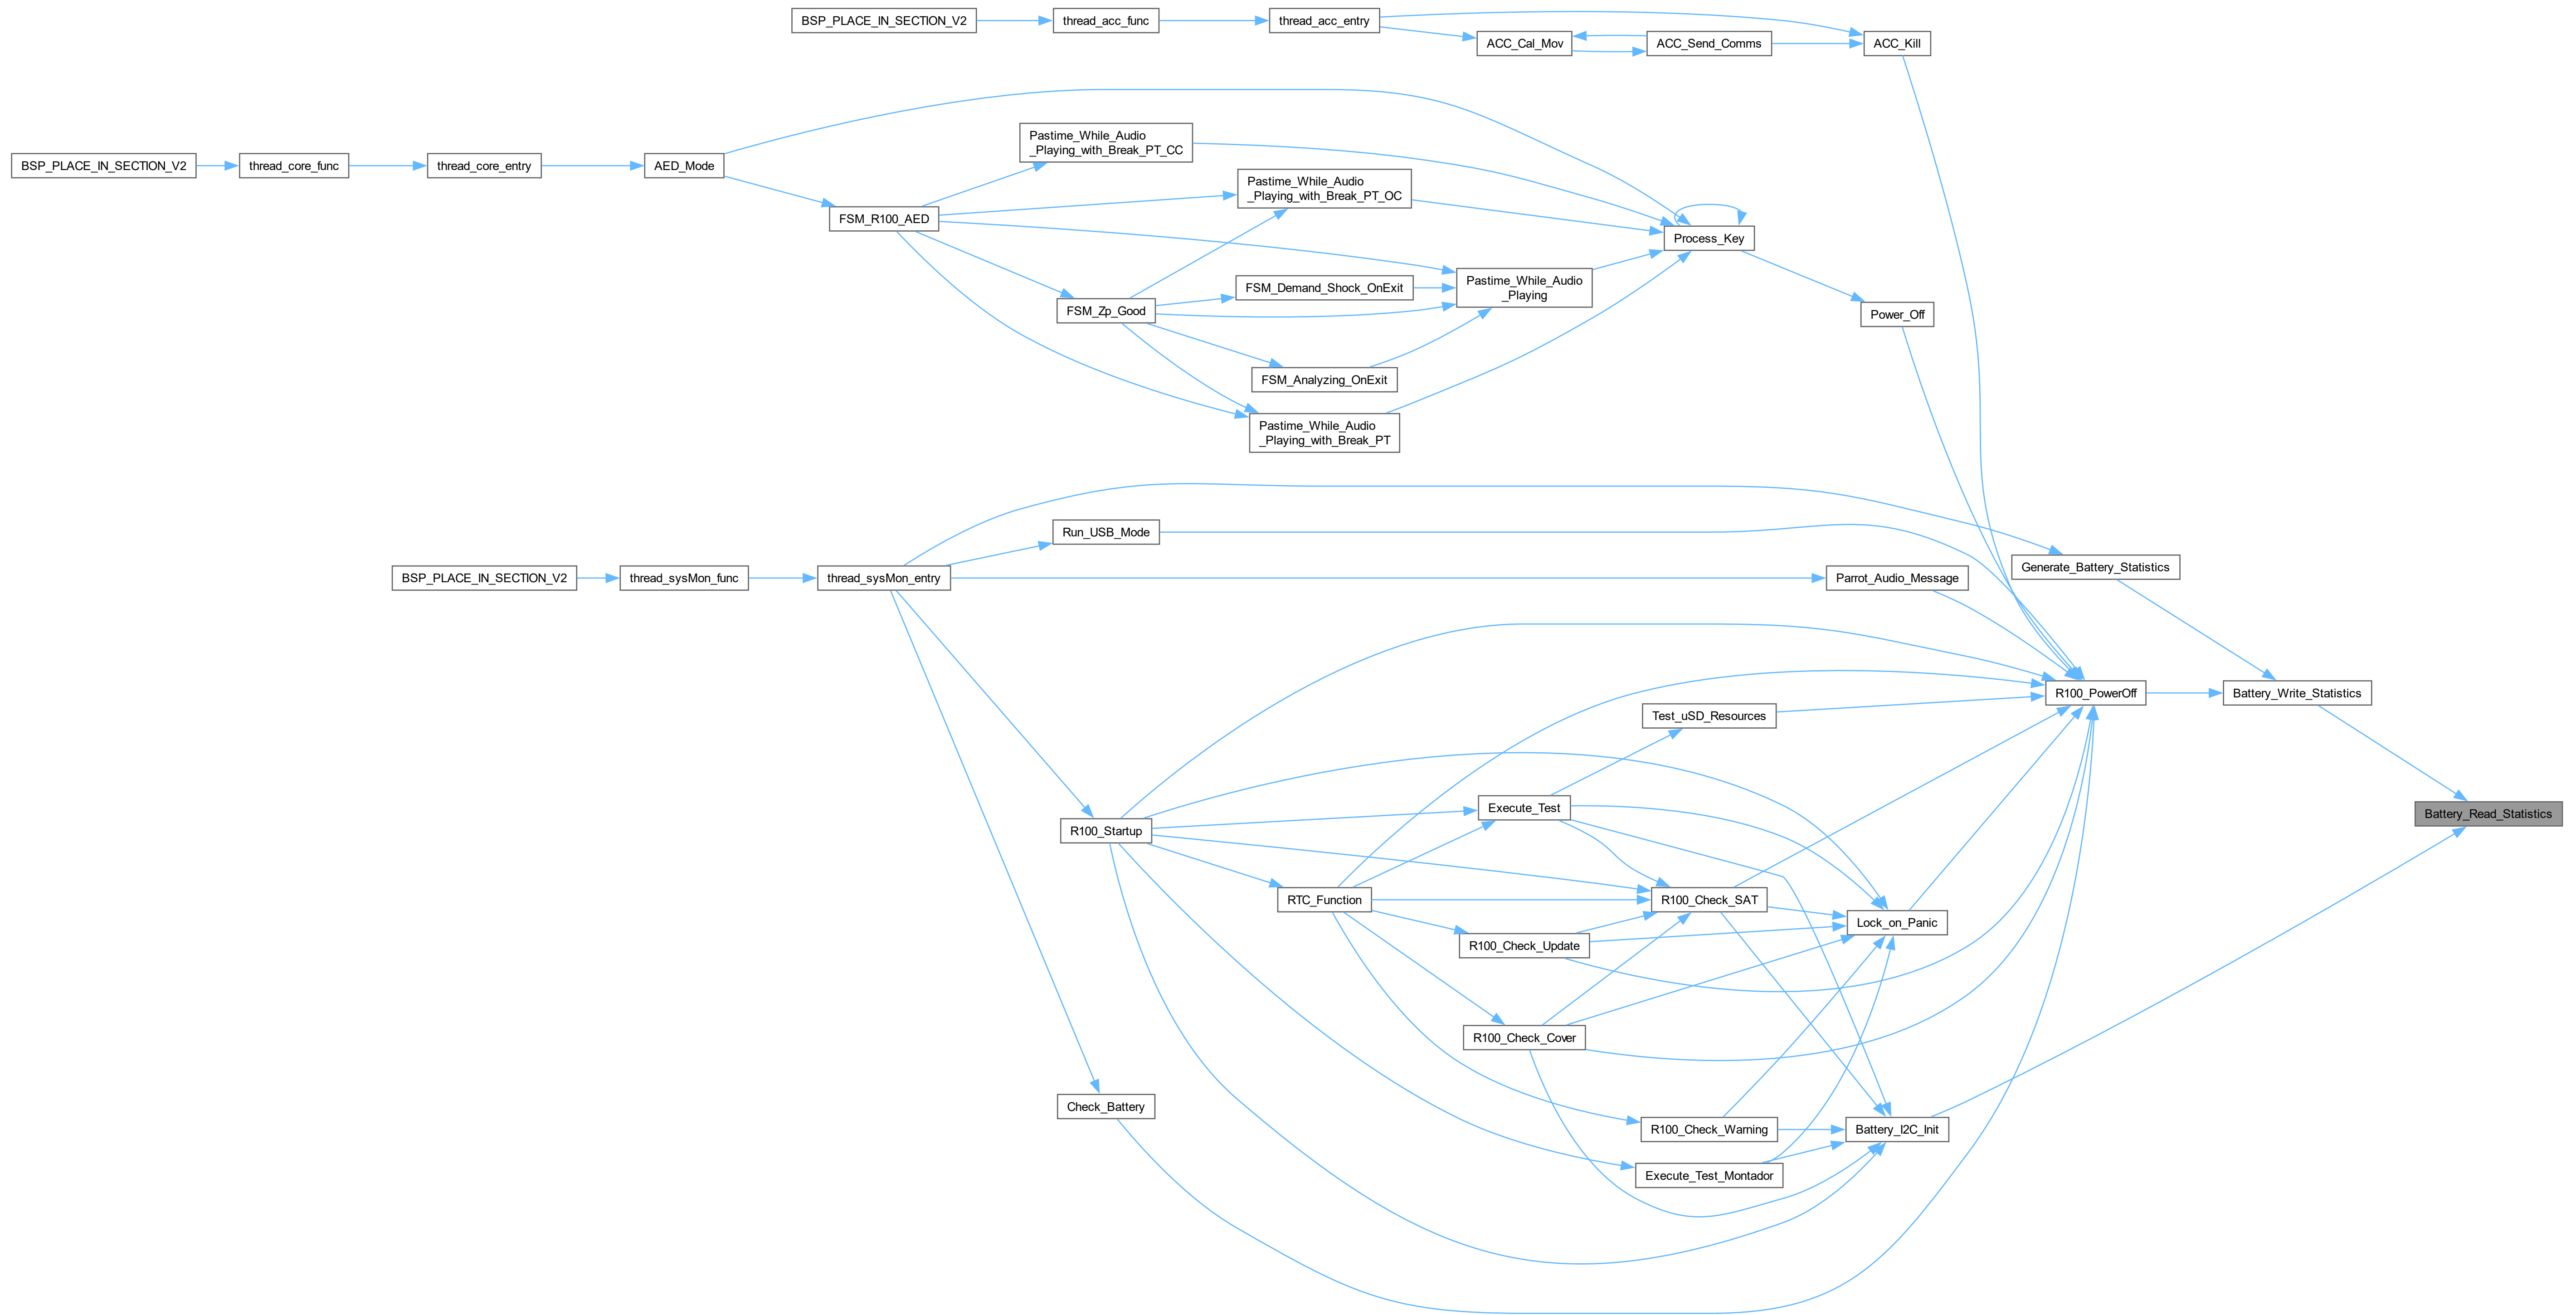 BSP_PLACE_IN_SECTION_V2
thread_acc_func
thread_acc_entry
ACC_Cal_Mov
ACC_Send_Comms
ACC_Kill
BSP_PLACE_IN_SECTION_V2
thread_core_func
thread_core_entry
AED_Mode
Pastime_While_Audio
_Playing_with_Break_PT_CC
Pastime_While_Audio
_Playing_with_Break_PT_OC
FSM_R100_AED
Process_Key
FSM_Demand_Shock_OnExit
Pastime_While_Audio
_Playing
FSM_Zp_Good
Power_Off
FSM_Analyzing_OnExit
Pastime_While_Audio
_Playing_with_Break_PT
Run_USB_Mode
Generate_Battery_Statistics
BSP_PLACE_IN_SECTION_V2
thread_sysMon_func
thread_sysMon_entry
Parrot_Audio_Message
R100_PowerOff
Battery_Write_Statistics
Test_uSD_Resources
Execute_Test
Battery_Read_Statistics
R100_Startup
RTC_Function
R100_Check_SAT
Lock_on_Panic
R100_Check_Update
R100_Check_Cover
Check_Battery
R100_Check_Warning
Battery_I2C_Init
Execute_Test_Montador